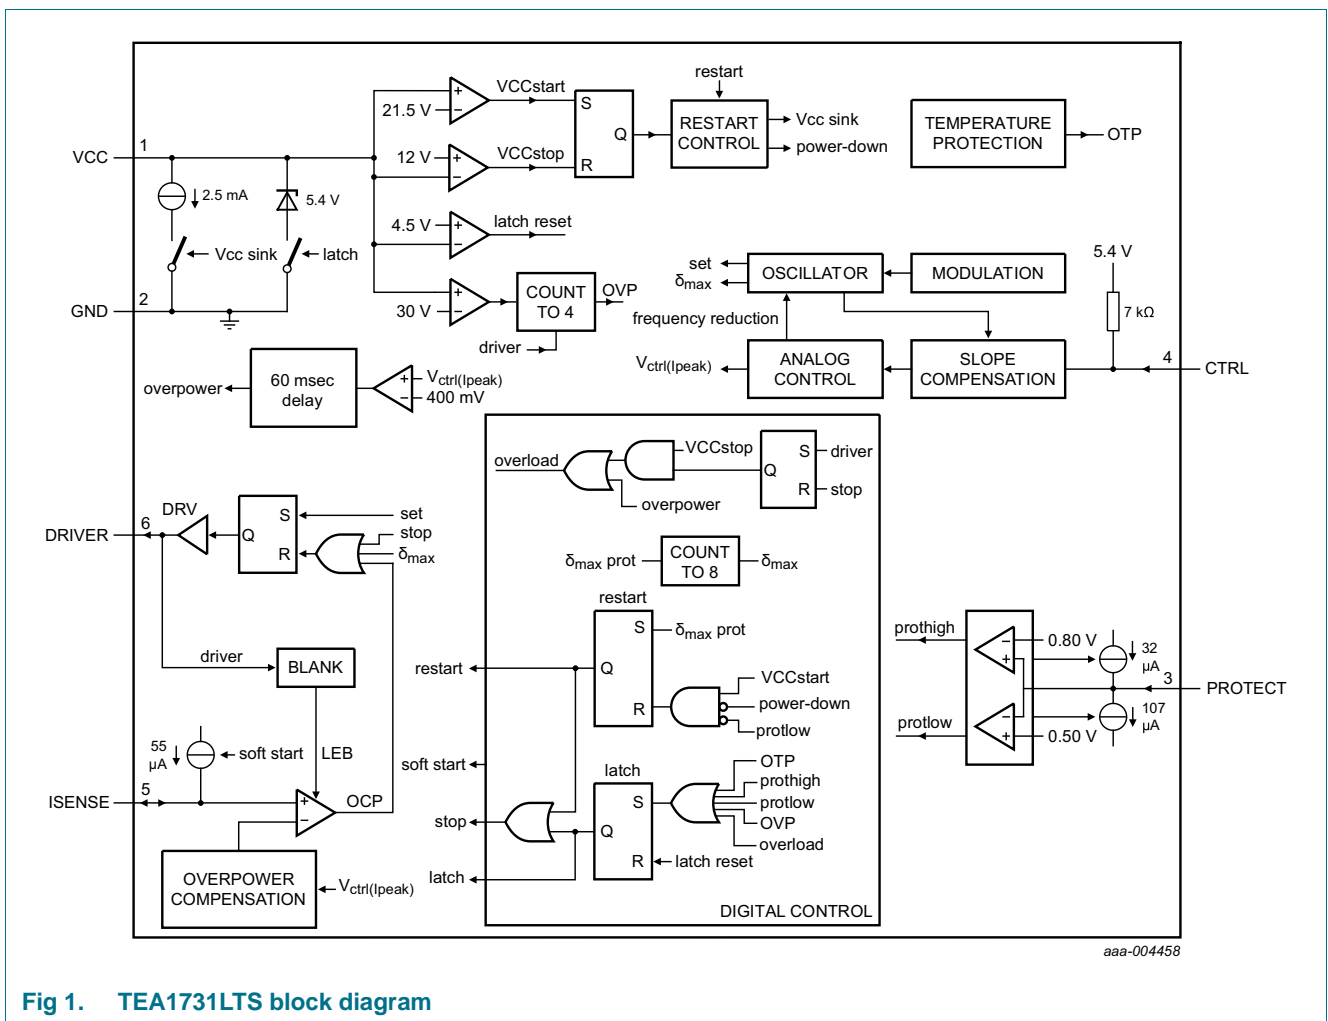 restart
VCCstart
21.5 V
+
−
S
Q
R
RESTART
CONTROL
Vcc sink
power-down
TEMPERATURE
PROTECTION
OTP
VCC
1
12 V
+
−
VCCstop
2.5 mA
5.4 V
4.5 V
+
−
latch reset
Vcc sink
latch
5.4 V
set
δmax
OSCILLATOR
MODULATION
GND
2
30 V
+
−
COUNT
TO 4
OVP
driver
frequency reduction
7 kΩ
overpower
60 msec
delay
+
−
Vctrl(Ipeak)
400 mV
Vctrl(Ipeak)
ANALOG
CONTROL
SLOPE
COMPENSATION
4
CTRL
overload
VCCstop
overpower
S
Q
R
driver
stop
DRIVER
6
DRV
Q
S
R
set
stop
δmax
δmax prot
COUNT
TO 8
δmax
driver
BLANK
restart
restart
S
Q
R
δmax prot
VCCstart
power-down
protlow
prothigh
−
+
0.80 V
32
µA
3
PROTECT
protlow
−
+
0.50 V
107
µA
55
µA
soft start
LEB
ISENSE
5
+
−
OCP
soft start
stop
latch
latch
S
Q
R
OTP
prothigh
protlow
OVP
overload
latch reset
OVERPOWER
COMPENSATION
Vctrl(Ipeak)
DIGITAL CONTROL
aaa-004458
Fig 1. TEA1731LTS block diagram